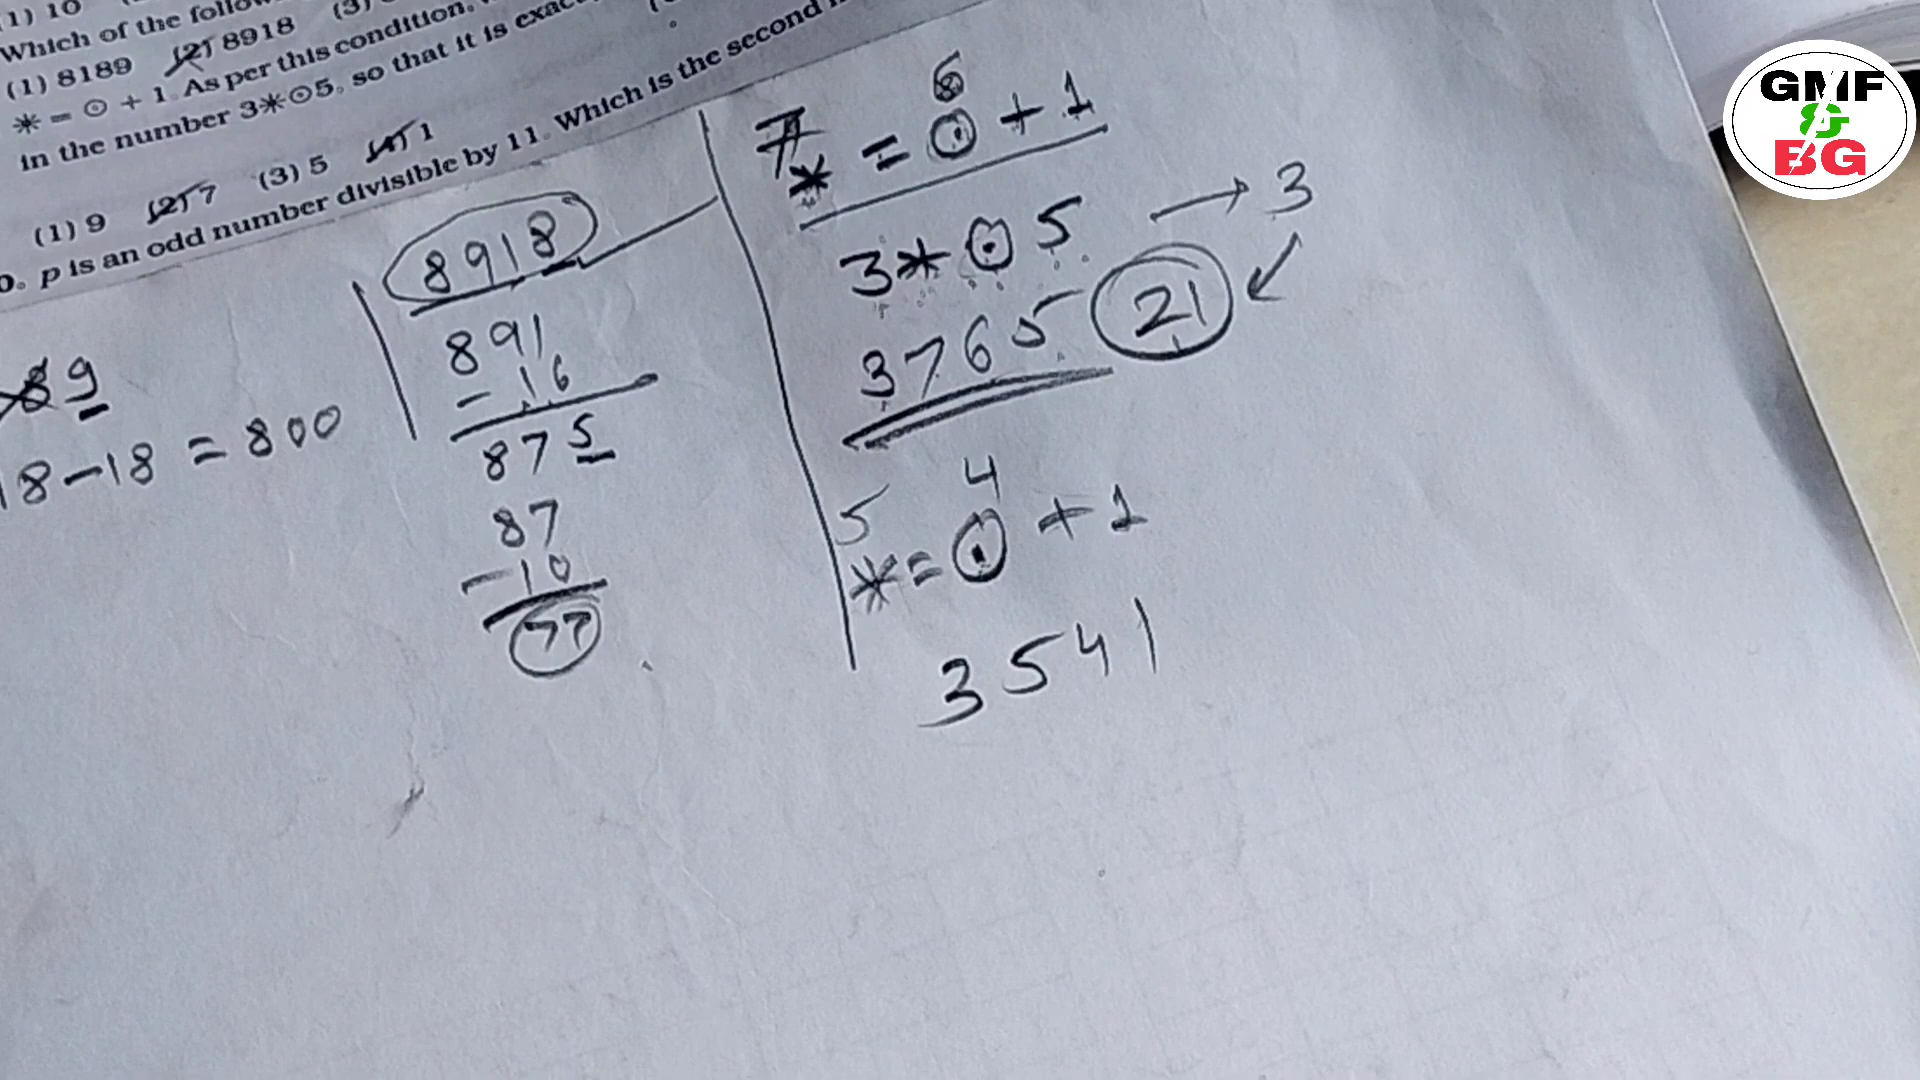 1) 10
Which of the follow
(1) 8189 (2) 8918 (3)
* = ⊙ + 1. As per this condition,
in the number 3*⊙5, so that it is exac
(1) 9 (2) 7 (3) 5 (4) 1
p is an odd number divisible by 11. Which is the second
89
18-18 = 800
8918
891
- 16
875
87
- 10
77
7 6
* = ⊙ + 1
3*⊙5 → 3
3765 21
5 4
* = ⊙ + 1
3541
GMF
&
BG